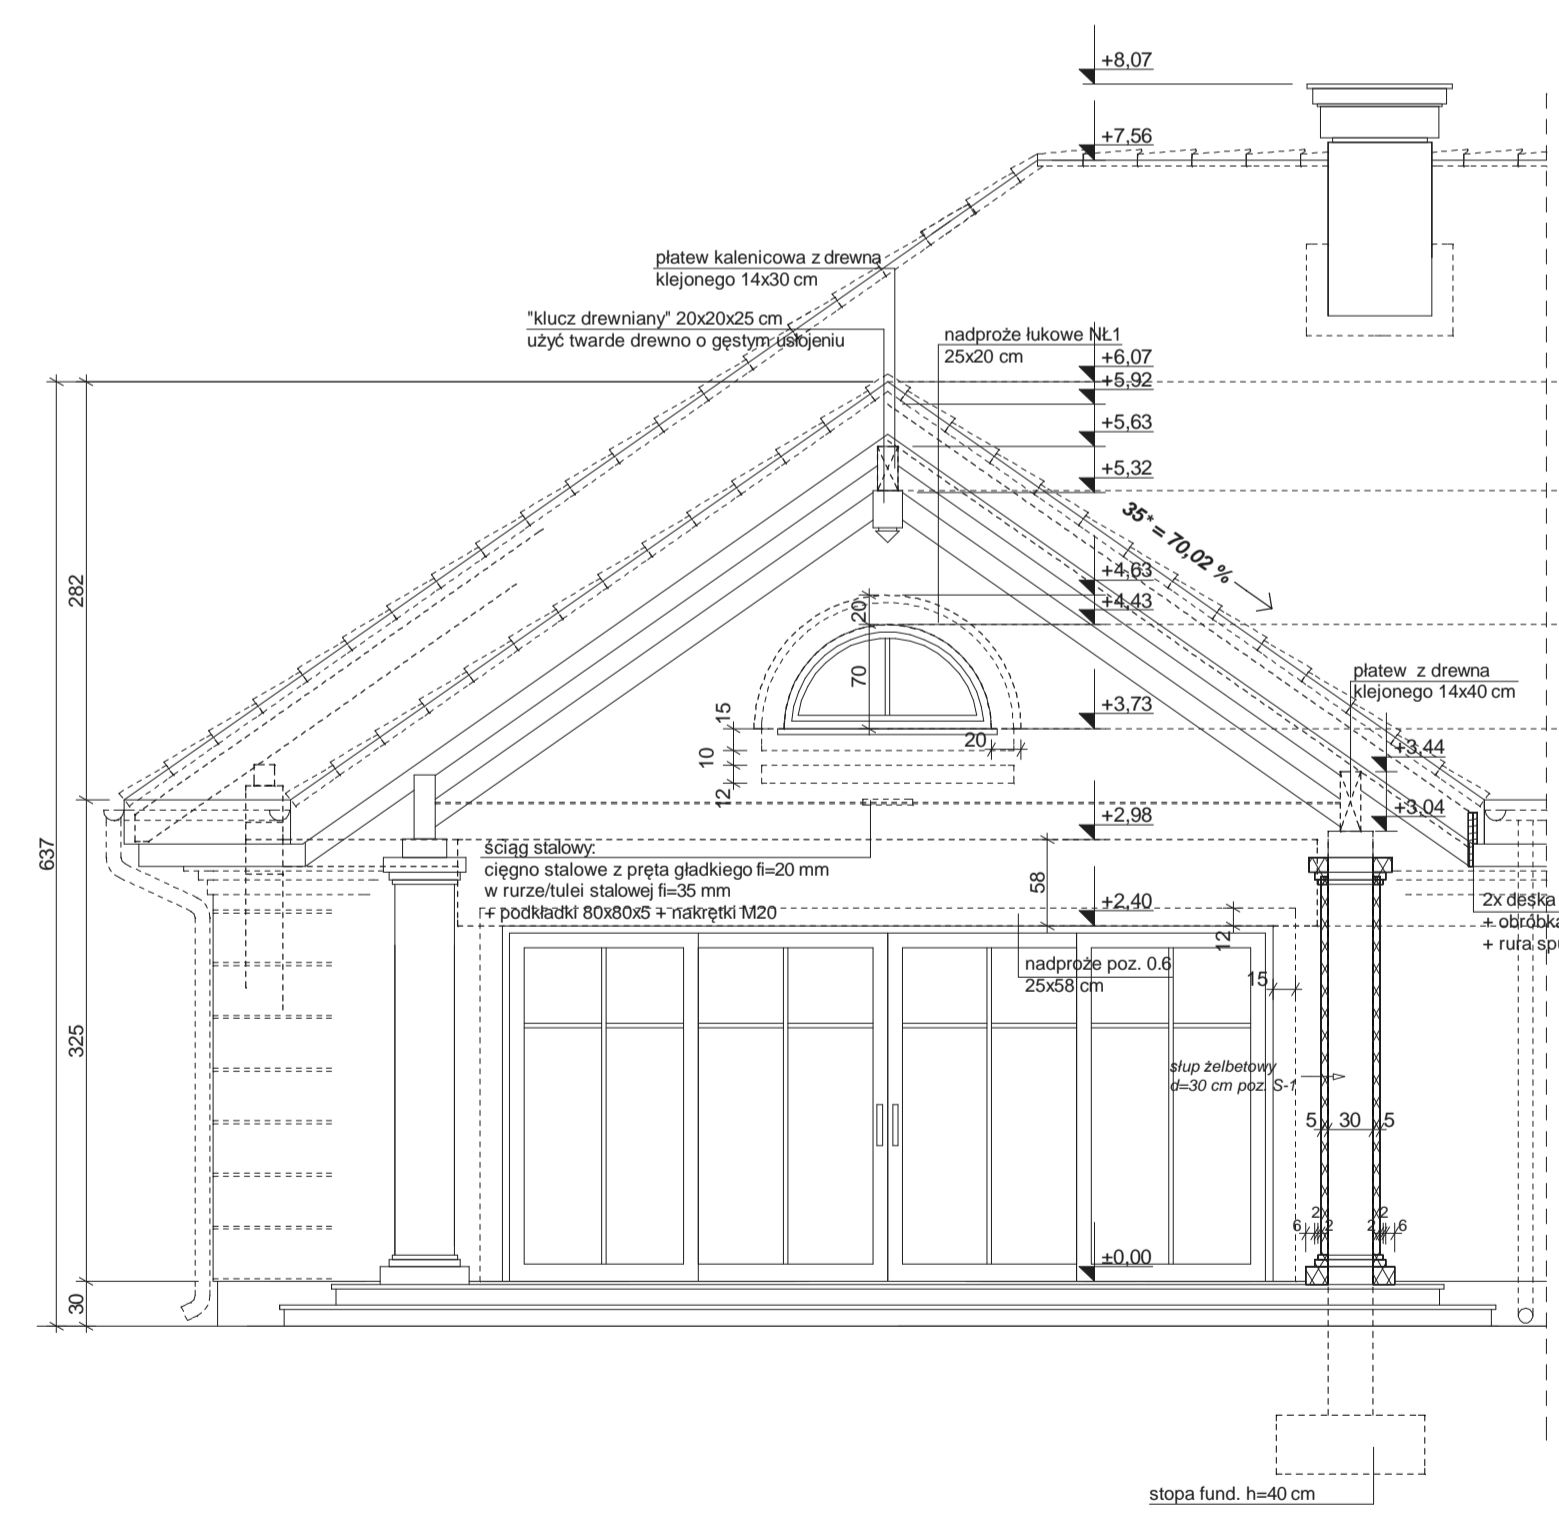 +8,07
+7,56
płatew kalenicowa z drewna
klejonego 14x30 cm
"klucz drewniany" 20x20x25 cm
użyć twarde drewno o gęstym usłojeniu
nadproże łukowe NŁ1
25x20 cm
+6,07
+5,92
+5,63
+5,32
35* = 70,02 %
+4,63
+4,43
20
70
282
płatew z drewna
klejonego 14x40 cm
+3,73
15
20
10
12
+3,44
+3,04
+2,98
637
ściąg stalowy:
cięgno stalowe z pręta gładkiego fi=20 mm
w rurze/tulei stalowej fi=35 mm
+ podkładki 80x80x5 + nakrętki M20
58
+2,40
12
2x deska
+ obróbka
+ rura spu
nadproże poz. 0.6
25x58 cm
15
325
słup żelbetowy
d=30 cm poz. S-1
5 30 5
6 2 2 2 2 6
±0,00
30
stopa fund. h=40 cm